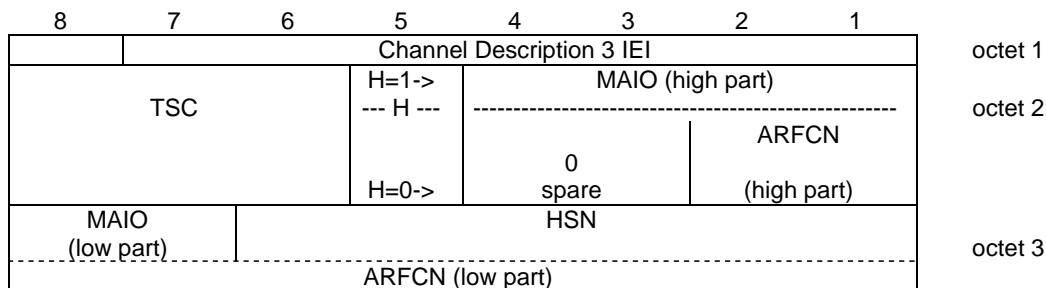 8 7 6 5 4 3 2 1
Channel Description 3 IEI octet 1
H=1-> MAIO (high part)
TSC --- H --- ----------------------------------------------------- octet 2
ARFCN
0
H=0-> spare (high part)
MAIO HSN
(low part) octet 3
ARFCN (low part)